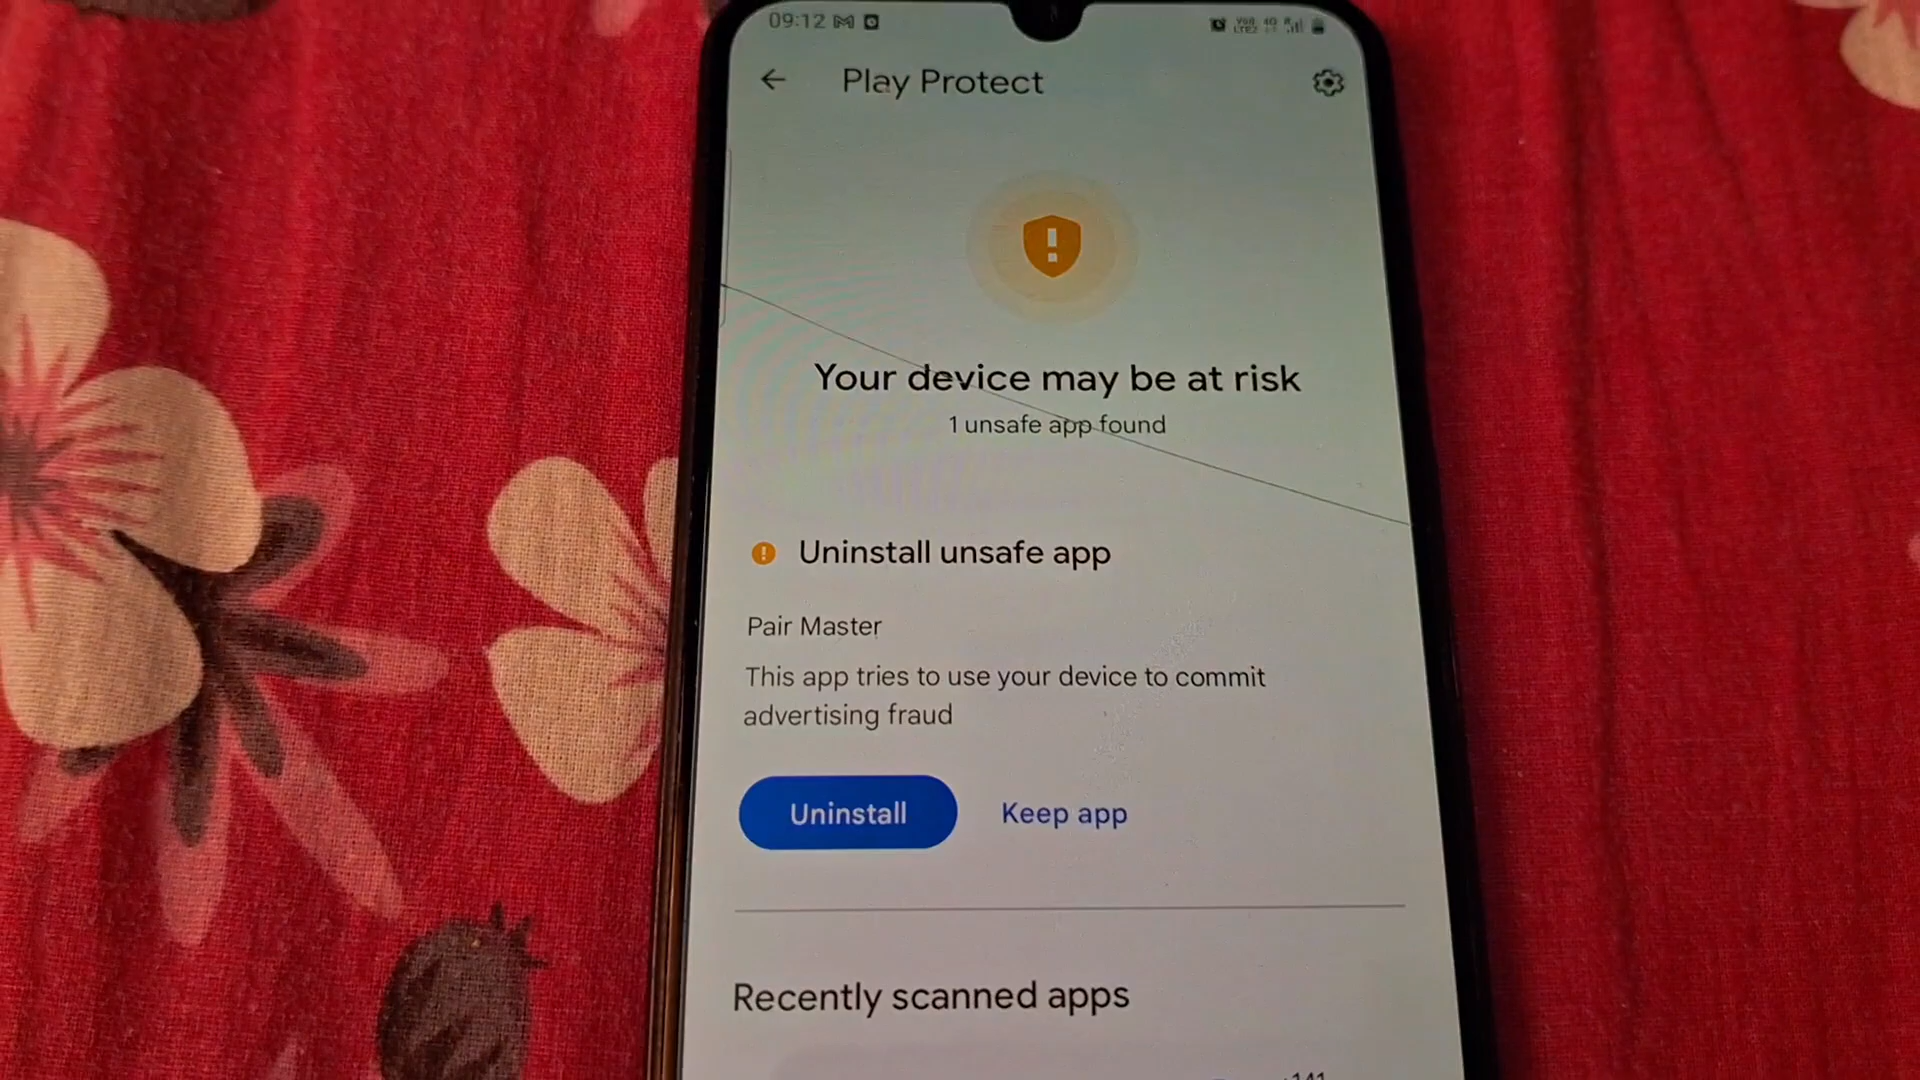 09:12
Play Protect
Your device may be at risk
1 unsafe app found
Uninstall unsafe app
Pair Master
This app tries to use your device to commit
advertising fraud
Uninstall Keep app
Recently scanned apps